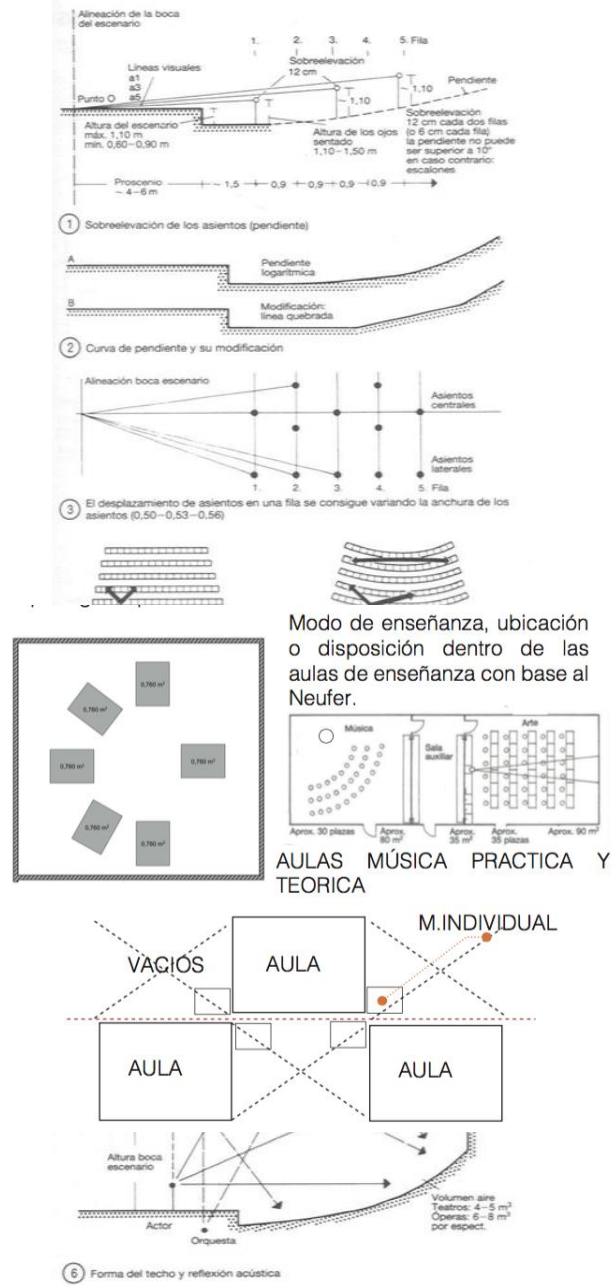 Alineación de la boca
del escenario
1. 2. 3. 4. 5. Fila
Sobreelevación
12 cm
Líneas visuales
a1
a3
a5
Punto O
1,10
1,10
Pendiente
Altura del escenario
máx. 1,10 m
mín. 0,60–0,90 m
Altura de los ojos
sentado
1,10–1,50 m
Sobreelevación
12 cm cada dos filas
(o 6 cm cada fila)
la pendiente no puede
ser superior a 10°
en caso contrario:
escalones
Proscenio
~ 4–6 m
~ 1,5 0,9 0,9 0,9 0,9
1 Sobreelevación de los asientos (pendiente)
A
Pendiente
logarítmica
B
Modificación:
línea quebrada
2 Curva de pendiente y su modificación
Alineación boca escenario
Asientos
centrales
Asientos
laterales
1. 2. 3. 4. 5. Fila
3 El desplazamiento de asientos en una fila se consigue variando la anchura de los
asientos (0,50–0,53–0,56)
Modo de enseñanza, ubicación
o disposición dentro de las
aulas de enseñanza con base al
Neufer.
0,760 m²
0,760 m²
0,760 m²
0,760 m²
0,760 m²
0,760 m²
Música
Sala
auxiliar
Arte
Aprox. 30 plazas
Aprox.
80 m²
Aprox.
35 m²
Aprox.
35 plazas
Aprox. 90 m²
AULAS MÚSICA PRACTICA Y
TEORICA
M.INDIVIDUAL
VACIOS
AULA
AULA
AULA
Altura boca
escenario
Actor
Orquesta
Volumen aire
Teatros: 4–5 m³
Óperas: 6–8 m³
por espect.
6 Forma del techo y reflexión acústica